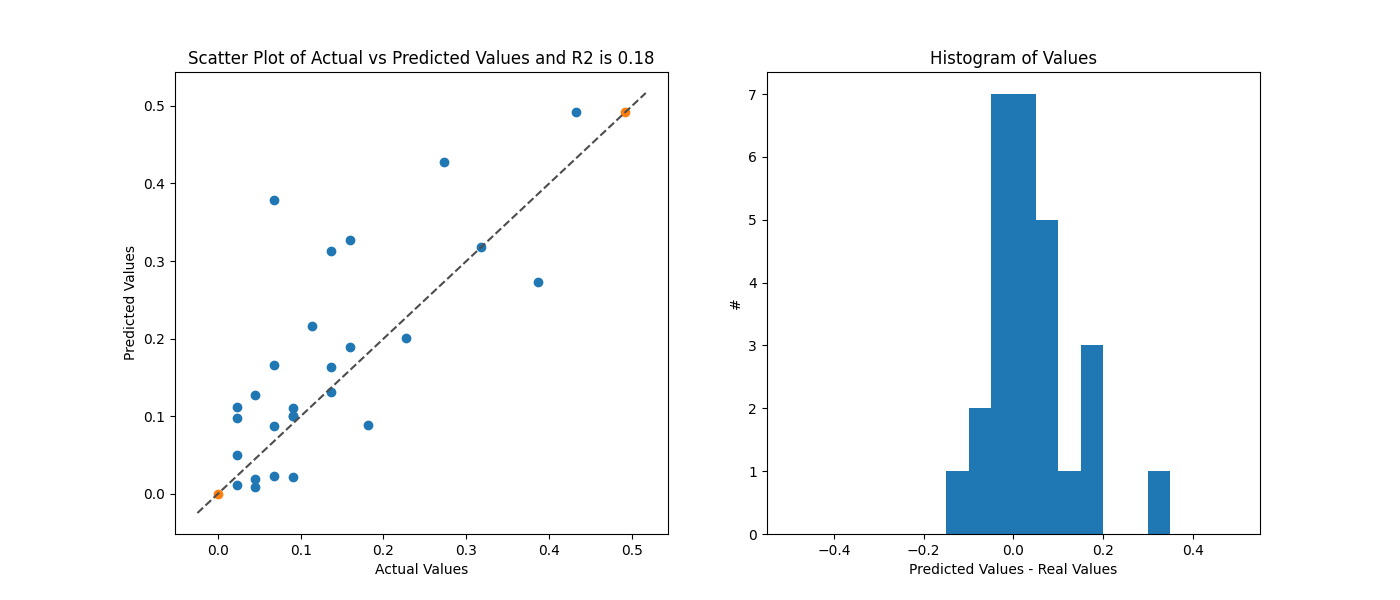 Scatter Plot of Actual vs Predicted Values and R2 is 0.18
Predicted Values
0.5
0.4
0.3
0.2
0.1
0.0
0.0 0.1 0.2 0.3 0.4 0.5
Actual Values
Histogram of Values
#
7
6
5
4
3
2
1
0
−0.4 −0.2 0.0 0.2 0.4
Predicted Values - Real Values